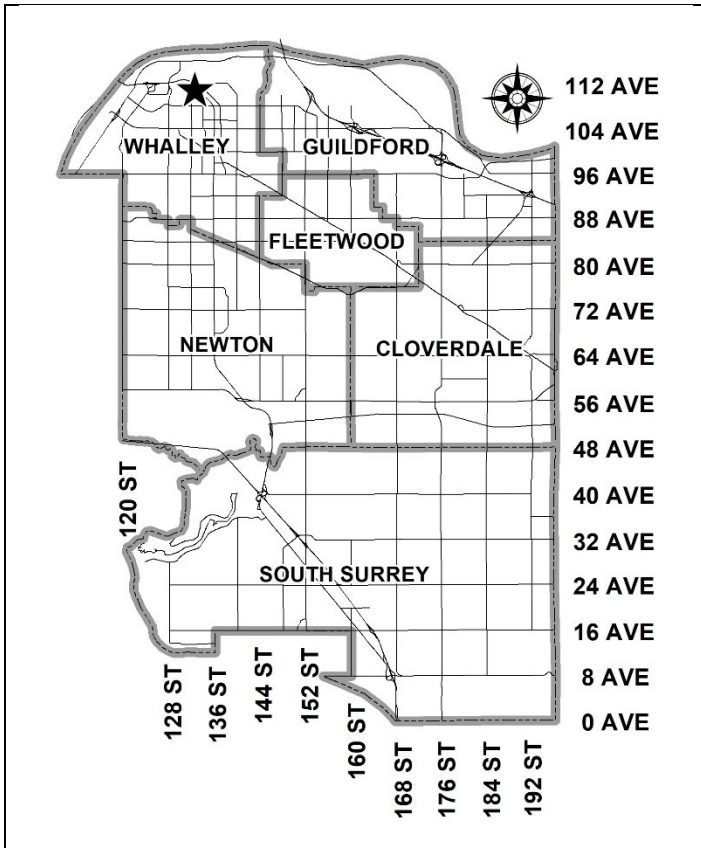 112 AVE
104 AVE
WHALLEY
GUILDFORD
96 AVE
88 AVE
FLEETWOOD
80 AVE
72 AVE
NEWTON
CLOVERDALE
64 AVE
56 AVE
48 AVE
120 ST
40 AVE
32 AVE
SOUTH SURREY
24 AVE
16 AVE
8 AVE
0 AVE
128 ST
136 ST
144 ST
152 ST
160 ST
168 ST
176 ST
184 ST
192 ST